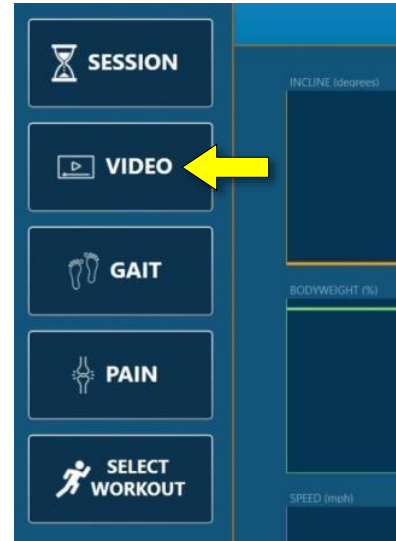 SESSION
INCLINE (degrees)
VIDEO
GAIT
BODYWEIGHT (%)
PAIN
SELECT
WORKOUT
SPEED (mph)